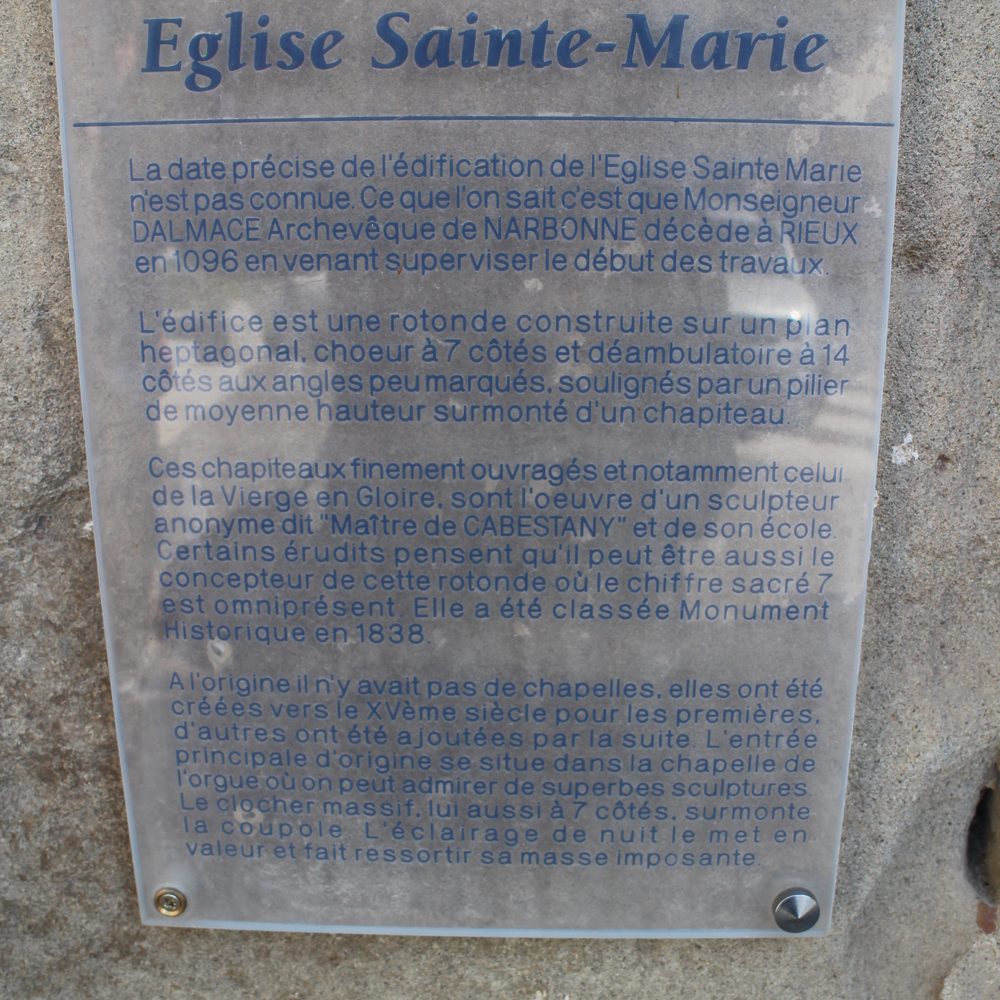 Eglise Sainte-Marie
La date précise de l'édification de l'Eglise Sainte Marie
n'est pas connue. Ce que l'on sait c'est que Monseigneur
DALMACE Archevêque de NARBONNE décède à RIEUX
en 1096 en venant superviser le début des travaux.
L'édifice est une rotonde construite sur un plan
heptagonal, choeur à 7 côtés et déambulatoire à 14
côtés aux angles peu marqués, soulignés par un pilier
de moyenne hauteur surmonté d'un chapiteau.
Ces chapiteaux finement ouvragés et notamment celui
de la Vierge en Gloire, sont l'oeuvre d'un sculpteur
anonyme dit "Maître de CABESTANY" et de son école.
Certains érudits pensent qu'il peut être aussi le
concepteur de cette rotonde où le chiffre sacré 7
est omniprésent. Elle a été classée Monument
Historique en 1838.
A l'origine il n'y avait pas de chapelles, elles ont été
créées vers le XVème siècle pour les premières,
d'autres ont été ajoutées par la suite. L'entrée
principale d'origine se situe dans la chapelle de
l'orgue où on peut admirer de superbes sculptures.
Le clocher massif, lui aussi à 7 côtés, surmonte
la coupole. L'éclairage de nuit le met en
valeur et fait ressortir sa masse imposante.